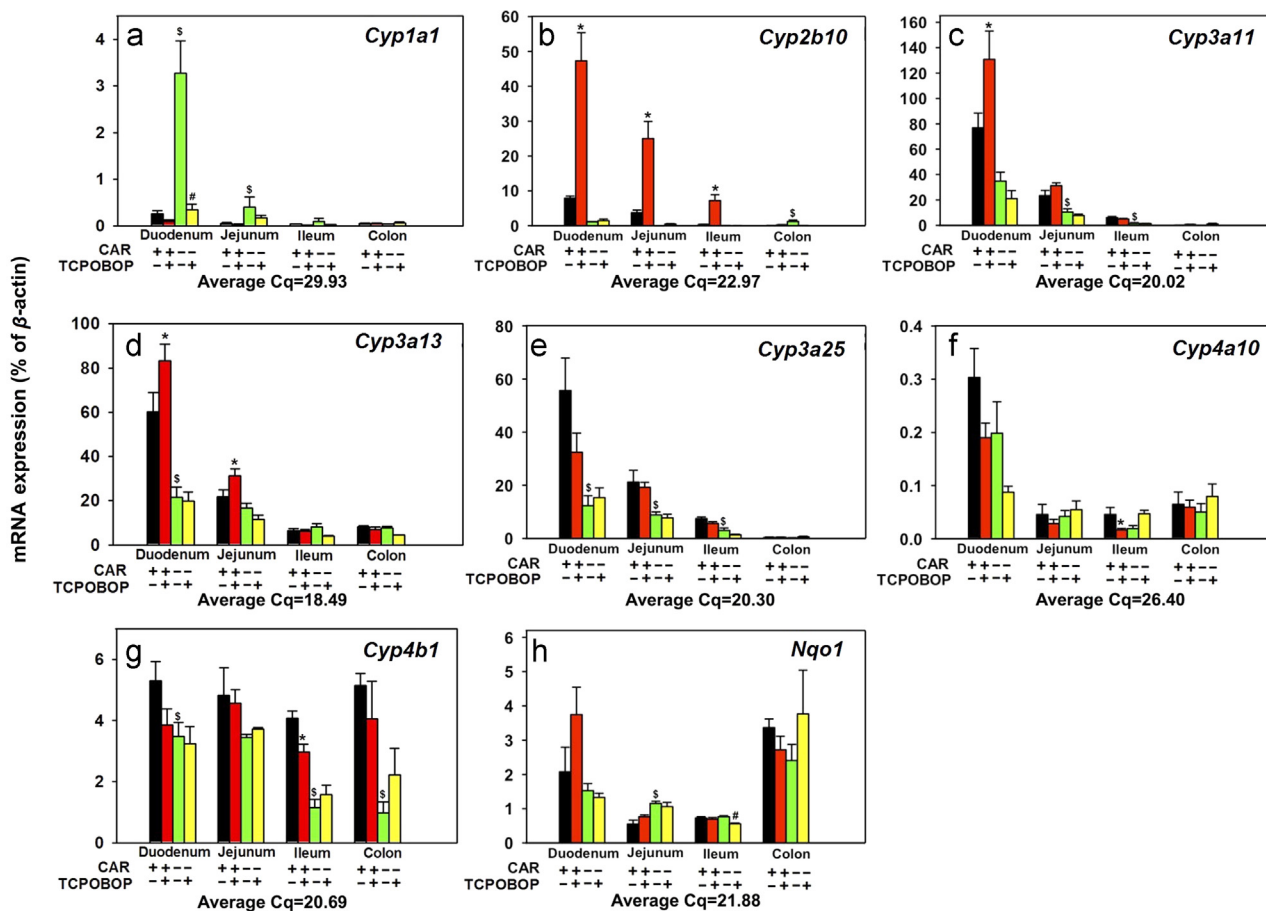 mRNA expression (% of β-actin)
a Cyp1a1
4
3
2
1
0
$
#
$
Duodenum Jejunum Ileum Colon
CAR ++−− ++−− ++−− ++−−
TCPOBOP −+−+ −+−+ −+−+ −+−+
Average Cq=29.93
b Cyp2b10
60
50
40
30
20
10
0
*
*
*
$
Duodenum Jejunum Ileum Colon
CAR ++−− ++−− ++−− ++−−
TCPOBOP −+−+ −+−+ −+−+ −+−+
Average Cq=22.97
c Cyp3a11
160
140
120
100
80
60
40
20
0
*
$
$
Duodenum Jejunum Ileum Colon
CAR ++−− ++−− ++−− ++−−
TCPOBOP −+−+ −+−+ −+−+ −+−+
Average Cq=20.02
d Cyp3a13
100
80
60
40
20
0
*
$
*
Duodenum Jejunum Ileum Colon
CAR ++−− ++−− ++−− ++−−
TCPOBOP −+−+ −+−+ −+−+ −+−+
Average Cq=18.49
e Cyp3a25
80
60
40
20
0
$
$
$
Duodenum Jejunum Ileum Colon
CAR ++−− ++−− ++−− ++−−
TCPOBOP −+−+ −+−+ −+−+ −+−+
Average Cq=20.30
f Cyp4a10
0.4
0.3
0.2
0.1
0.0
*
Duodenum Jejunum Ileum Colon
CAR ++−− ++−− ++−− ++−−
TCPOBOP −+−+ −+−+ −+−+ −+−+
Average Cq=26.40
g Cyp4b1
6
4
2
0
$
*
$
$
Duodenum Jejunum Ileum Colon
CAR ++−− ++−− ++−− ++−−
TCPOBOP −+−+ −+−+ −+−+ −+−+
Average Cq=20.69
h Nqo1
6
5
4
3
2
1
0
$
#
Duodenum Jejunum Ileum Colon
CAR ++−− ++−− ++−− ++−−
TCPOBOP −+−+ −+−+ −+−+ −+−+
Average Cq=21.88